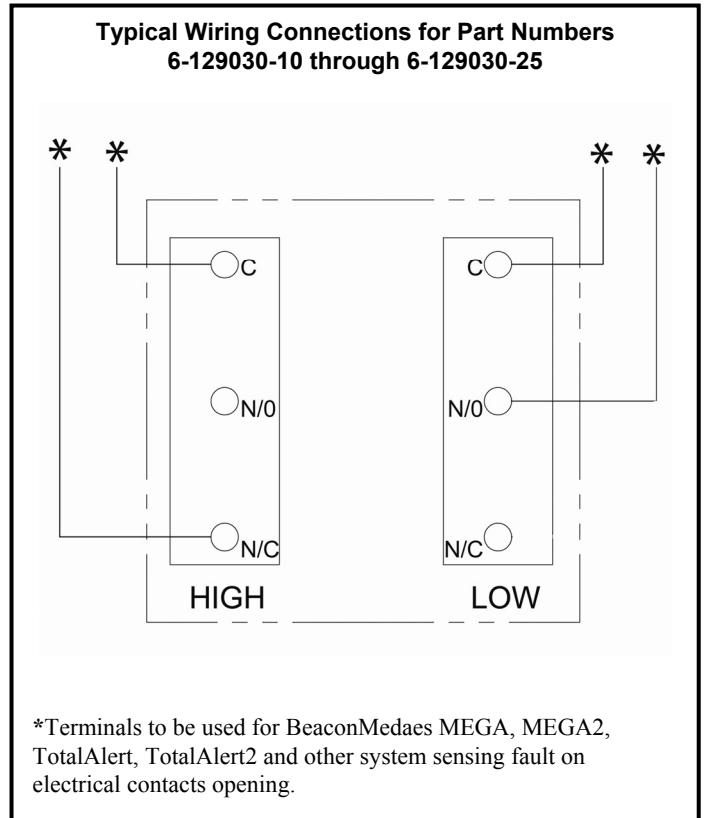 Typical Wiring Connections for Part Numbers
6-129030-10 through 6-129030-25
* * * *
C C
N/0 N/0
N/C N/C
HIGH LOW
*Terminals to be used for BeaconMedaes MEGA, MEGA2,
TotalAlert, TotalAlert2 and other system sensing fault on
electrical contacts opening.